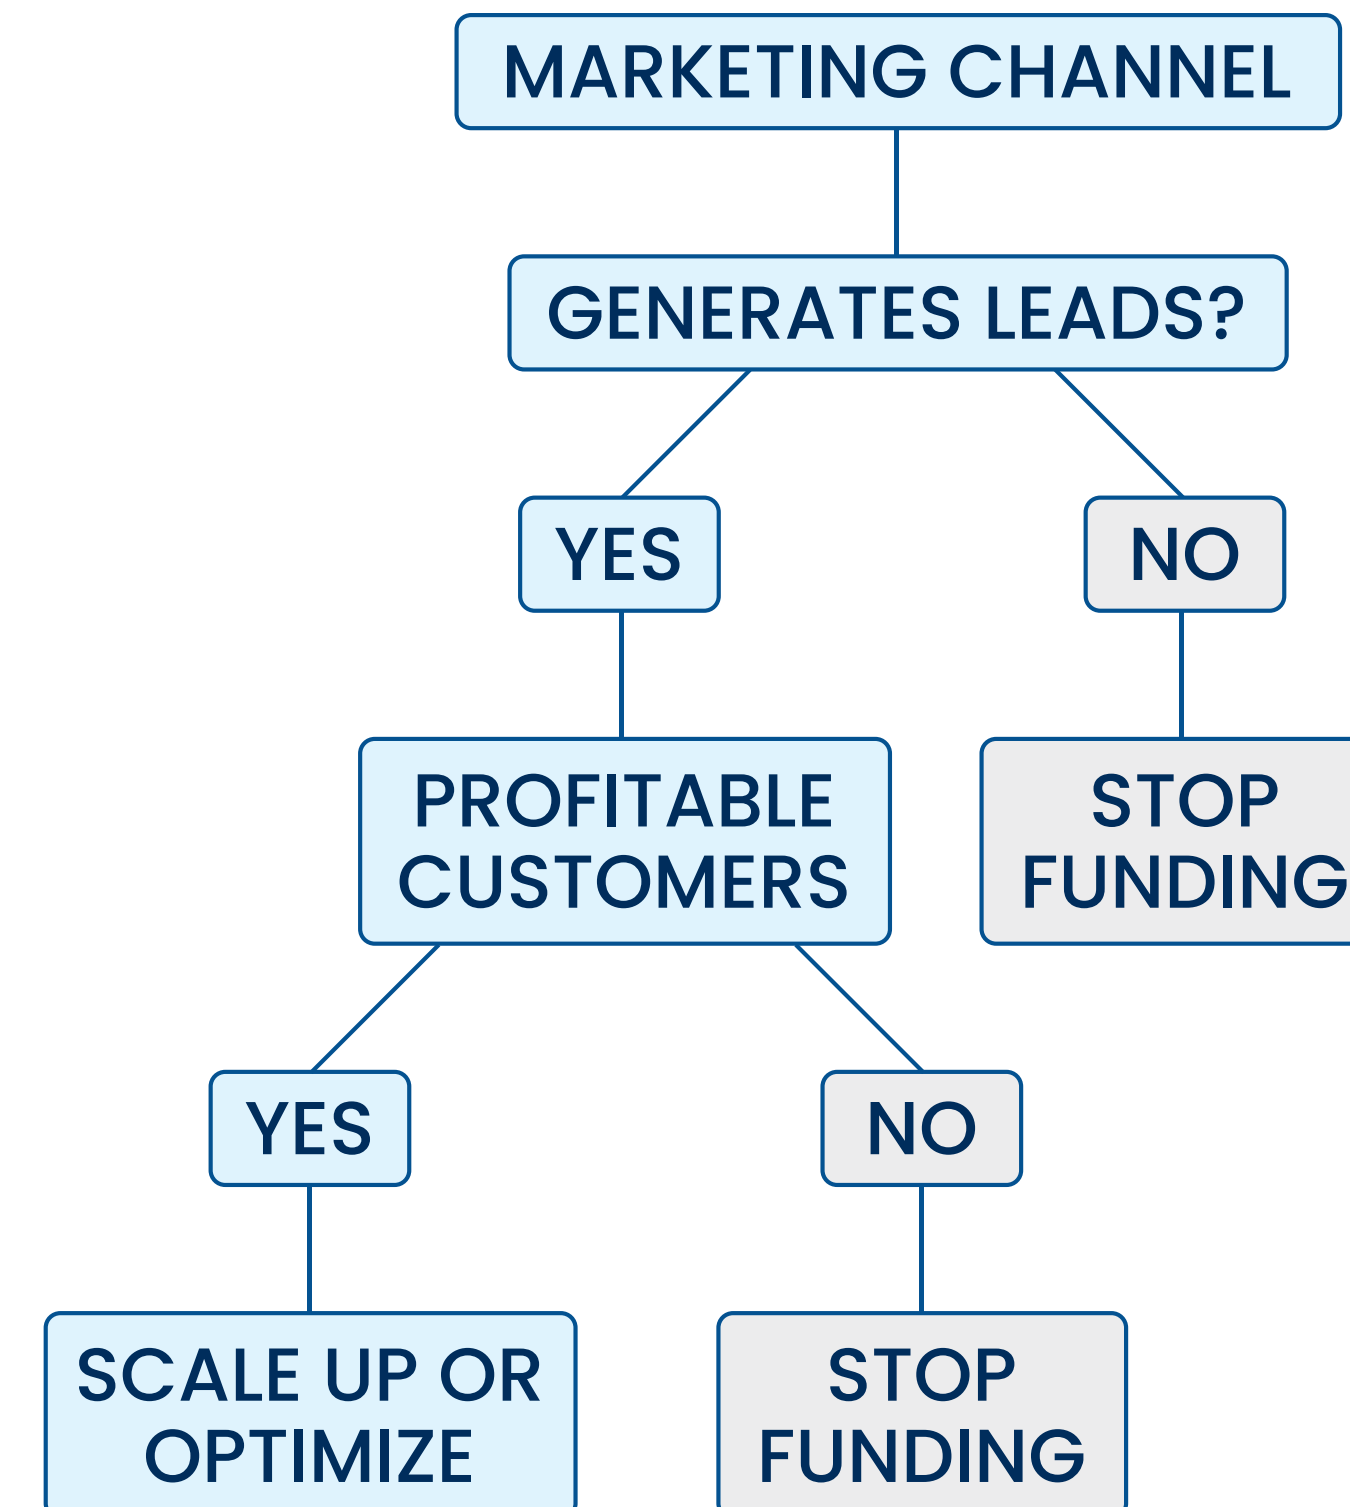 MARKETING CHANNEL
GENERATES LEADS?
YES
NO
PROFITABLE
CUSTOMERS
STOP
FUNDING
YES
NO
SCALE UP OR
OPTIMIZE
STOP
FUNDING